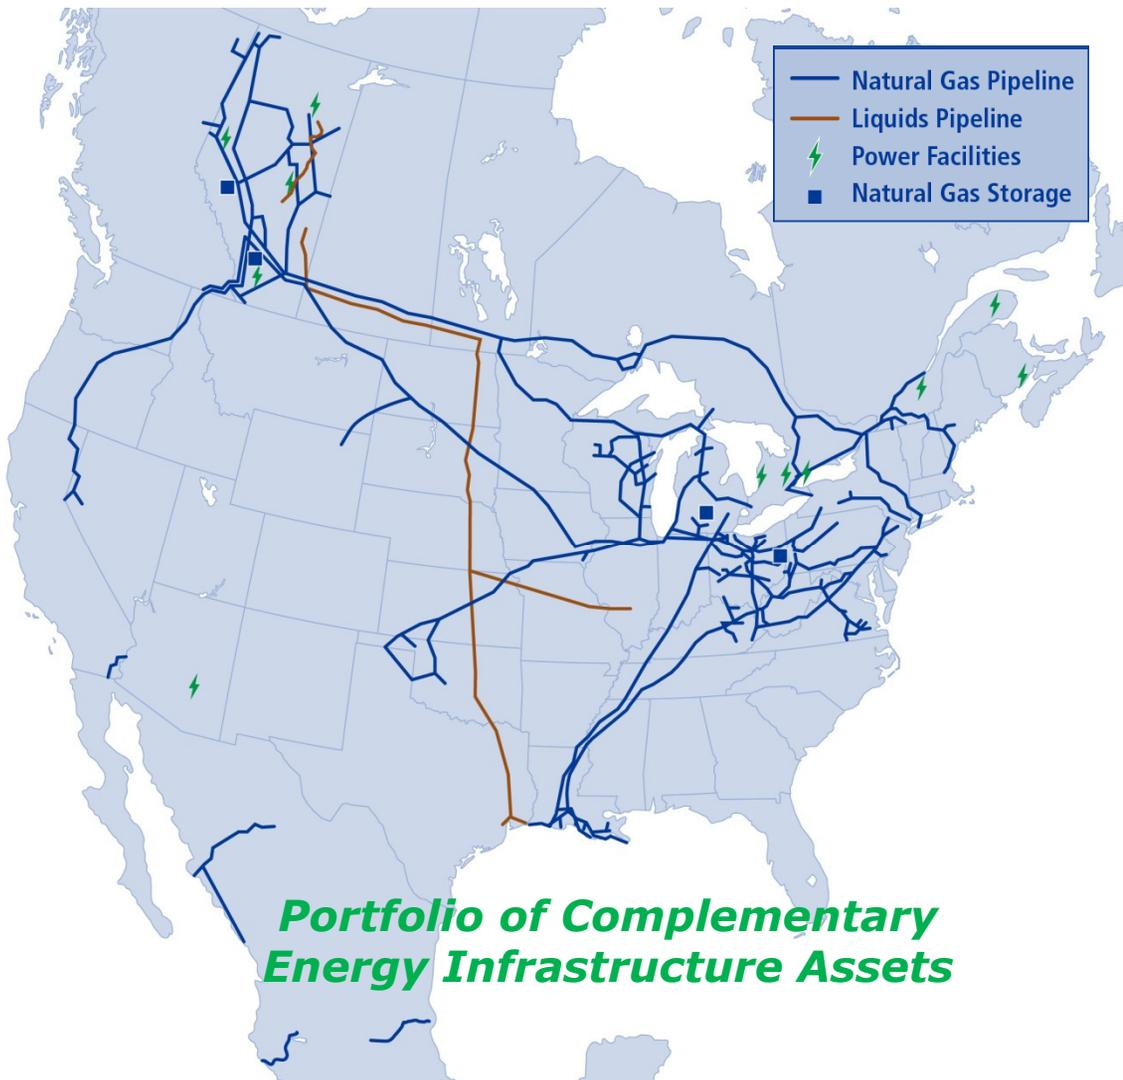 Natural Gas Pipeline
Liquids Pipeline
Power Facilities
Natural Gas Storage
Portfolio of Complementary
Energy Infrastructure Assets